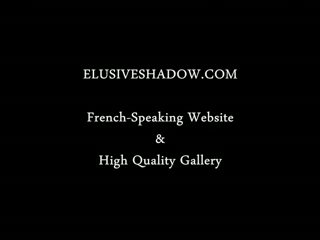 ELUSIVESHADOW.COM
French-Speaking Website
&
High Quality Gallery